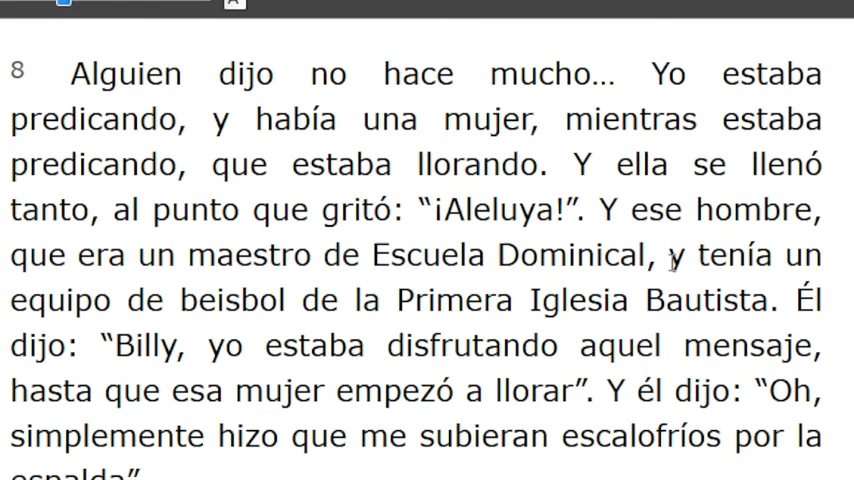 8 Alguien dijo no hace mucho... Yo estaba
predicando, y había una mujer, mientras estaba
predicando, que estaba llorando. Y ella se llenó
tanto, al punto que gritó: “¡Aleluya!”. Y ese hombre,
que era un maestro de Escuela Dominical, y tenía un
equipo de beisbol de la Primera Iglesia Bautista. Él
dijo: “Billy, yo estaba disfrutando aquel mensaje,
hasta que esa mujer empezó a llorar”. Y él dijo: “Oh,
simplemente hizo que me subieran escalofríos por la
espalda”